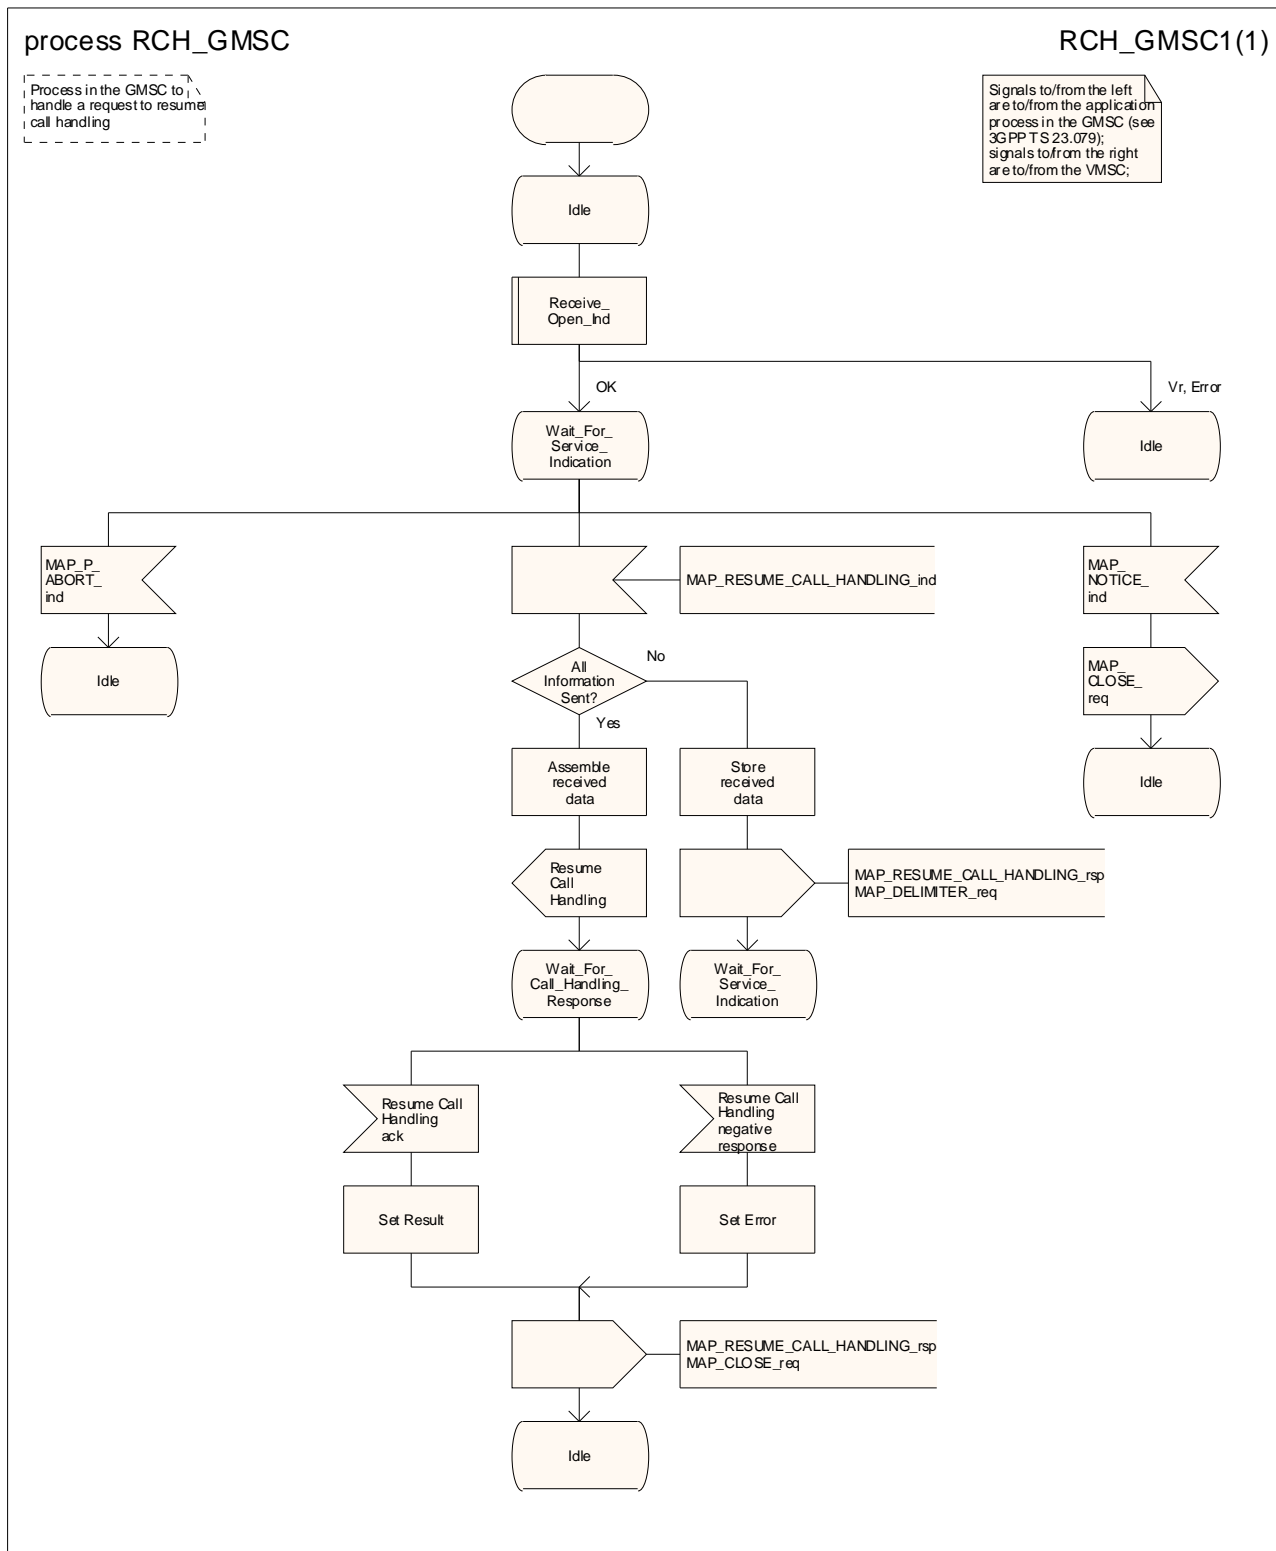 process RCH_GMSC
RCH_GMSC1(1)
Process in the GMSC to
handle a request to resume
call handling
Signals to/from the left
are to/from the application
process in the GMSC (see
3GPP TS 23.079);
signals to/from the right
are to/from the VMSC;
Idle
Receive_
Open_Ind
OK
Vr, Error
Wait_For_
Service_
Indication
Idle
MAP_P_
ABORT_
ind
MAP_RESUME_CALL_HANDLING_ind
MAP_
NOTICE_
ind
Idle
All
Information
Sent?
No
Yes
MAP_
CLOSE_
req
Assemble
received
data
Store
received
data
Idle
Resume
Call
Handling
MAP_RESUME_CALL_HANDLING_rsp
MAP_DELIMITER_req
Wait_For_
Call_Handling_
Response
Wait_For_
Service_
Indication
Resume Call
Handling
ack
Resume Call
Handling
negative
response
Set Result
Set Error
MAP_RESUME_CALL_HANDLING_rsp
MAP_CLOSE_req
Idle